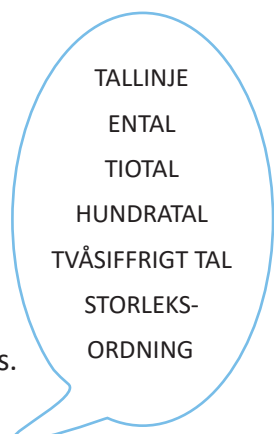 TALLINJE
ENTAL
TIOTAL
HUNDRATAL
TVÅSIFFRIGT TAL
STORLEKS-
ORDNING
s.